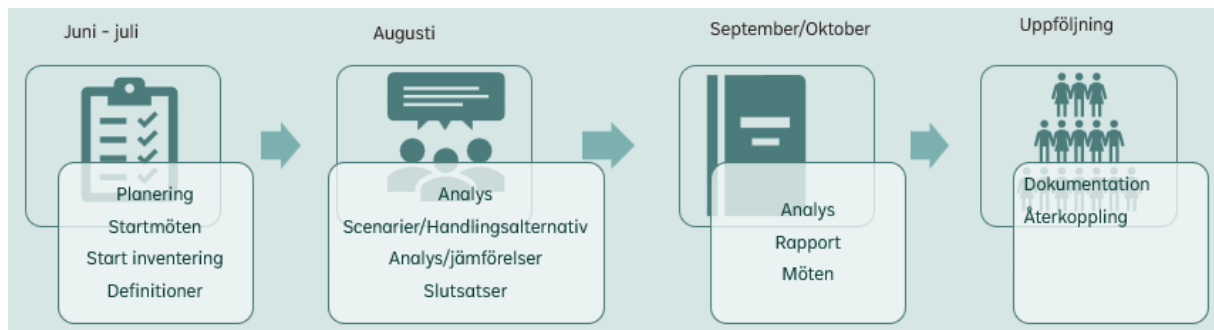 Juni - juli
Planering
Startmöten
Start inventering
Definitioner
Augusti
Analys
Scenarier/Handlingsalternativ
Analys/jämförelser
Slutsatser
September/Oktober
Analys
Rapport
Möten
Uppföljning
Dokumentation
Återkoppling